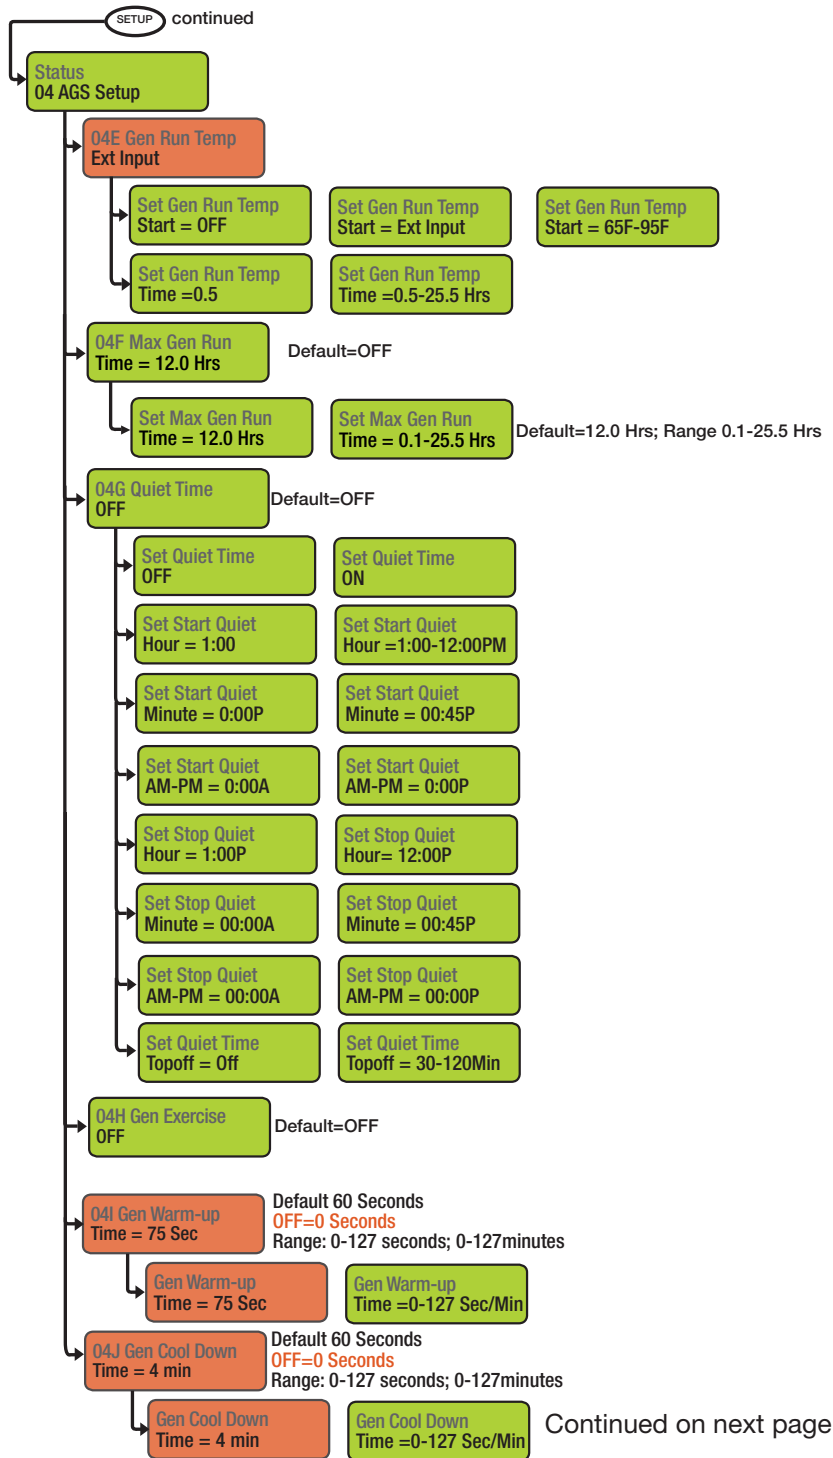 SETUP continued
Status
04 AGS Setup
04E Gen Run Temp
Ext Input
Set Gen Run Temp
Start = OFF
Set Gen Run Temp
Start = Ext Input
Set Gen Run Temp
Start = 65F-95F
Set Gen Run Temp
Time =0.5
Set Gen Run Temp
Time =0.5-25.5 Hrs
04F Max Gen Run
Time = 12.0 Hrs
Default=OFF
Set Max Gen Run
Time = 12.0 Hrs
Set Max Gen Run
Time = 0.1-25.5 Hrs
Default=12.0 Hrs; Range 0.1-25.5 Hrs
04G Quiet Time
OFF
Default=OFF
Set Quiet Time
OFF
Set Quiet Time
ON
Set Start Quiet
Hour = 1:00
Set Start Quiet
Hour =1:00-12:00PM
Set Start Quiet
Minute = 0:00P
Set Start Quiet
Minute = 00:45P
Set Start Quiet
AM-PM = 0:00A
Set Start Quiet
AM-PM = 0:00P
Set Stop Quiet
Hour = 1:00P
Set Stop Quiet
Hour= 12:00P
Set Stop Quiet
Minute = 00:00A
Set Stop Quiet
Minute = 00:45P
Set Stop Quiet
AM-PM = 00:00A
Set Stop Quiet
AM-PM = 00:00P
Set Quiet Time
Topoff = Off
Set Quiet Time
Topoff = 30-120Min
04H Gen Exercise
OFF
Default=OFF
04I Gen Warm-up
Time = 75 Sec
Default 60 Seconds
OFF=0 Seconds
Range: 0-127 seconds; 0-127minutes
Gen Warm-up
Time = 75 Sec
Gen Warm-up
Time =0-127 Sec/Min
04J Gen Cool Down
Time = 4 min
Default 60 Seconds
OFF=0 Seconds
Range: 0-127 seconds; 0-127minutes
Gen Cool Down
Time = 4 min
Gen Cool Down
Time =0-127 Sec/Min
Continued on next page